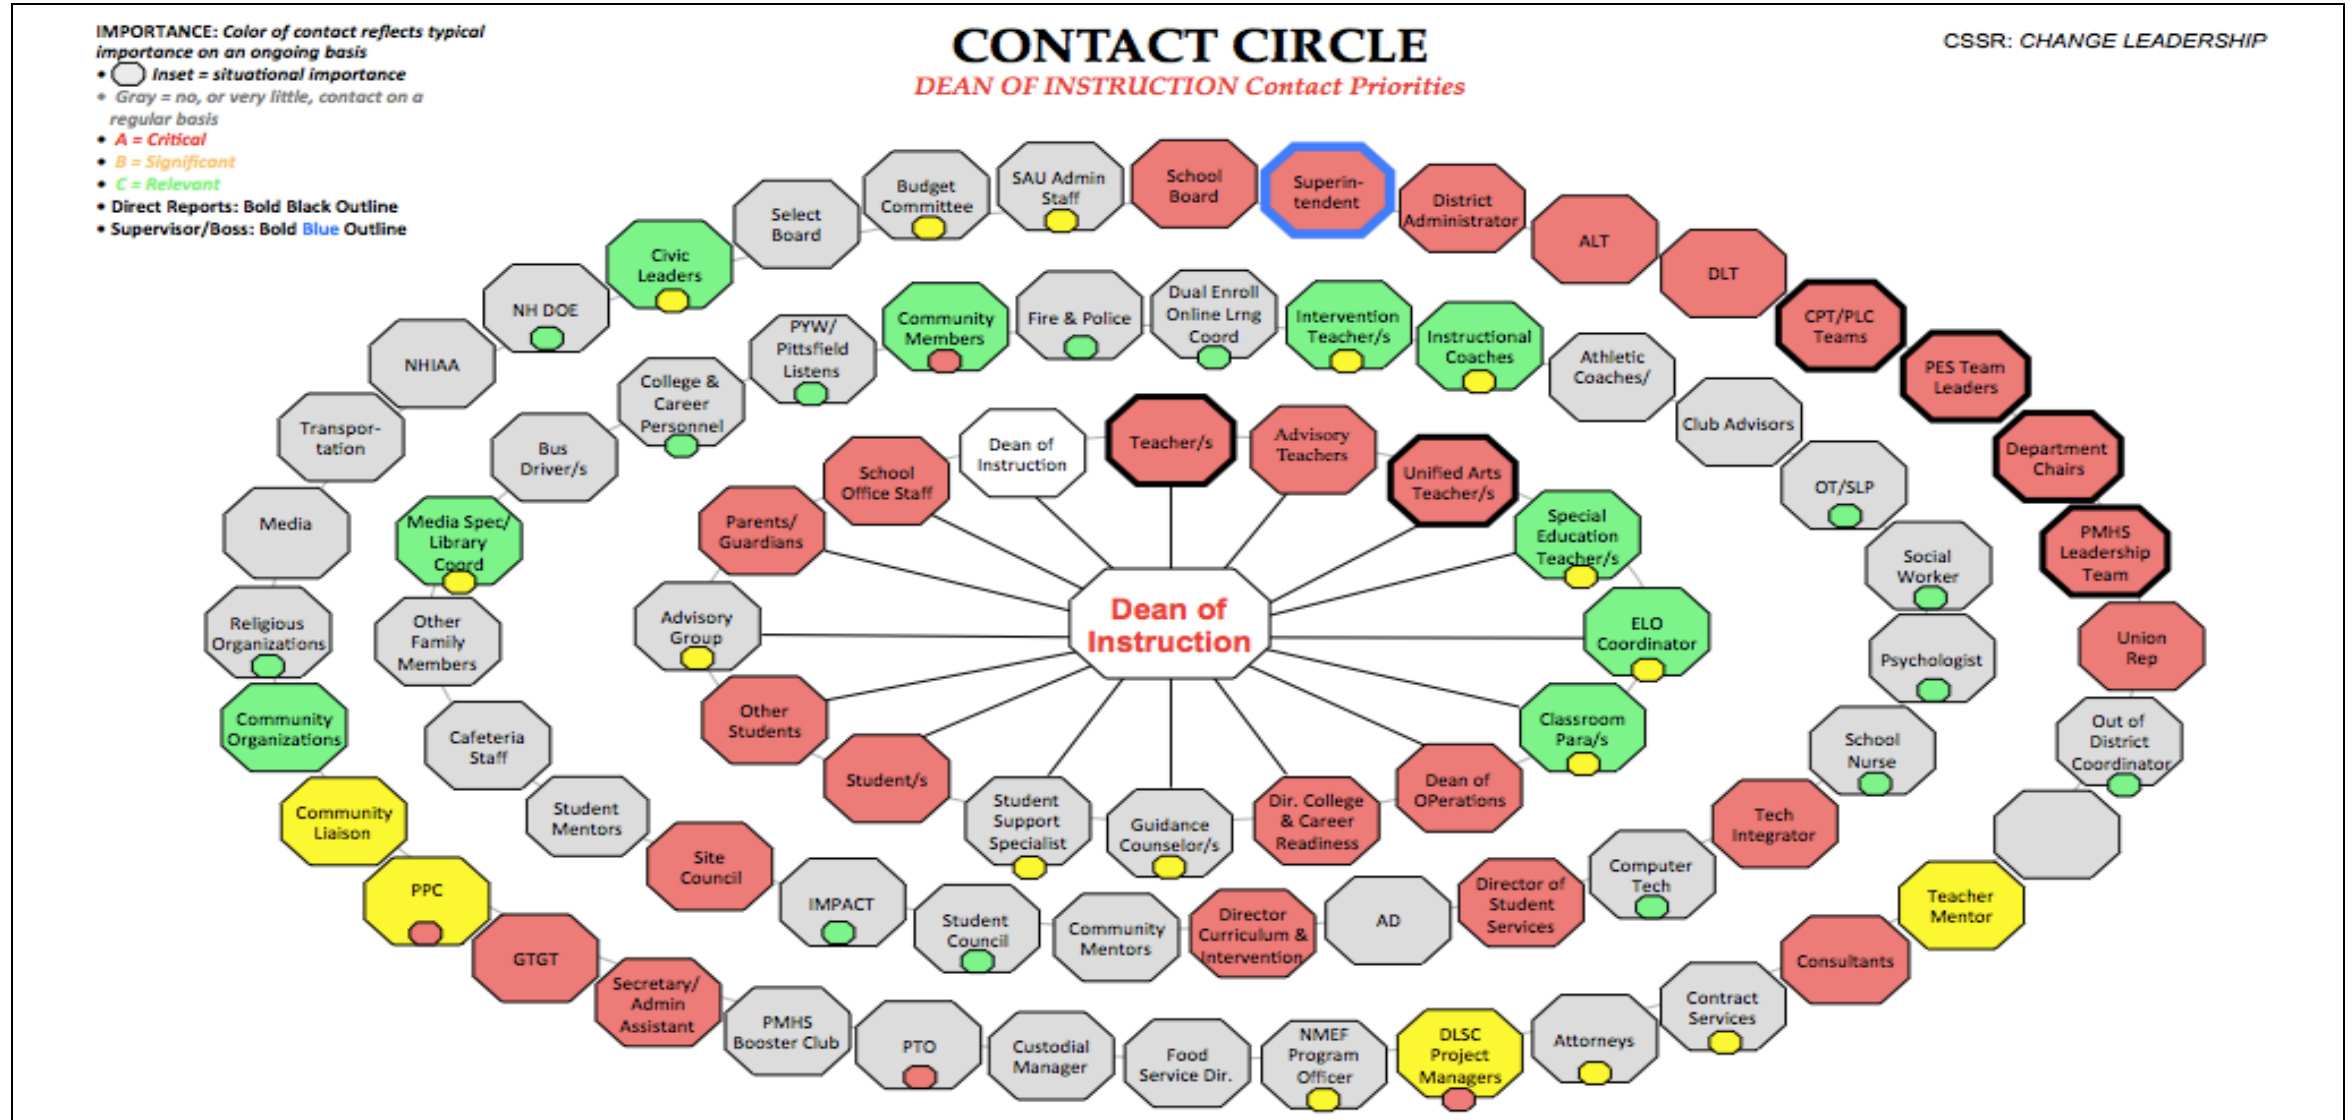 IMPORTANCE: Color of contact reflects typical
importance on an ongoing basis
• Inset = situational importance
• Gray = no, or very little, contact on a
regular basis
• A = Critical
• B = Significant
• C = Relevant
• Direct Reports: Bold Black Outline
• Supervisor/Boss: Bold Blue Outline
CONTACT CIRCLE
DEAN OF INSTRUCTION Contact Priorities
CSSR: CHANGE LEADERSHIP
School
Board
Superin-
tendent
District
Administrator
ALT
DLT
CPT/PLC
Teams
PES Team
Leaders
Department
Chairs
PMHS
Leadership
Team
Union
Rep
Out of
District
Coordinator
Teacher
Mentor
Consultants
Contract
Services
Attorneys
DLSC
Project
Managers
NMEF
Program
Officer
Food
Service Dir.
Custodial
Manager
PTO
PMHS
Booster Club
Secretary/
Admin
Assistant
GTGT
PPC
Community
Liaison
Community
Organizations
Religious
Organizations
Media
Transpor-
tation
NHIAA
NH DOE
Civic
Leaders
Select
Board
Budget
Committee
SAU Admin
Staff
Dual Enroll
Online Lrng
Coord
Intervention
Teacher/s
Instructional
Coaches
Athletic
Coaches/
Club Advisors
OT/SLP
Social
Worker
Psychologist
School
Nurse
Tech
Integrator
Computer
Tech
Director of
Student
Services
AD
Director
Curriculum &
Intervention
Community
Mentors
Student
Council
IMPACT
Site
Council
Student
Mentors
Cafeteria
Staff
Other
Family
Members
Media Spec/
Library
Coord
Bus
Driver/s
College &
Career
Personnel
PYW/
Pittsfield
Listens
Community
Members
Fire & Police
Teacher/s
Advisory
Teachers
Unified Arts
Teacher/s
Special
Education
Teacher/s
ELO
Coordinator
Classroom
Para/s
Dean of
OPerations
Dir. College
& Career
Readiness
Guidance
Counselor/s
Student
Support
Specialist
Student/s
Other
Students
Advisory
Group
Parents/
Guardians
School
Office Staff
Dean of
Instruction
Dean of
Instruction